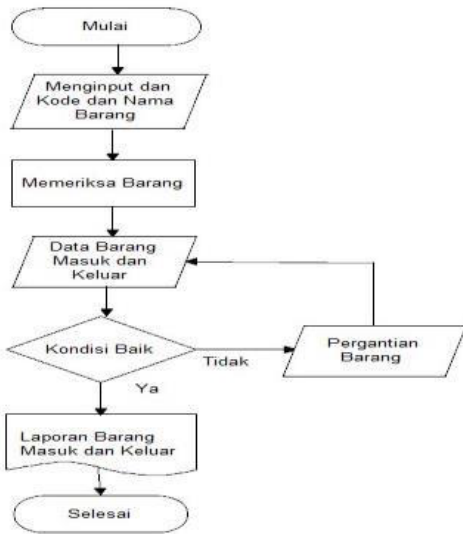 Mulai
Menginput dan
Kode dan Nama
Barang
Memeriksa Barang
Data Barang
Masuk dan
Keluar
Kondisi Baik
Tidak
Pergantian
Barang
Ya
Laporan Barang
Masuk dan Keluar
Selesai